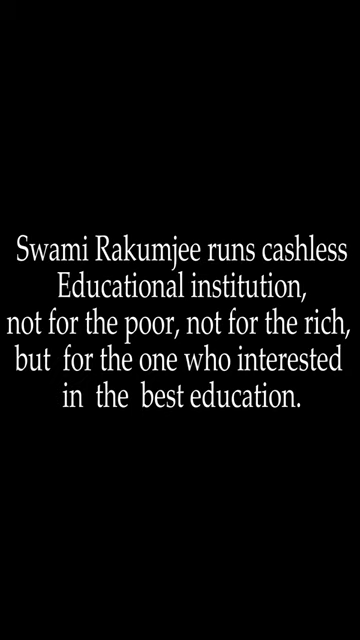 Swami Rakumjee runs cashless
Educational institution,
not for the poor, not for the rich,
but for the one who interested
in the best education.